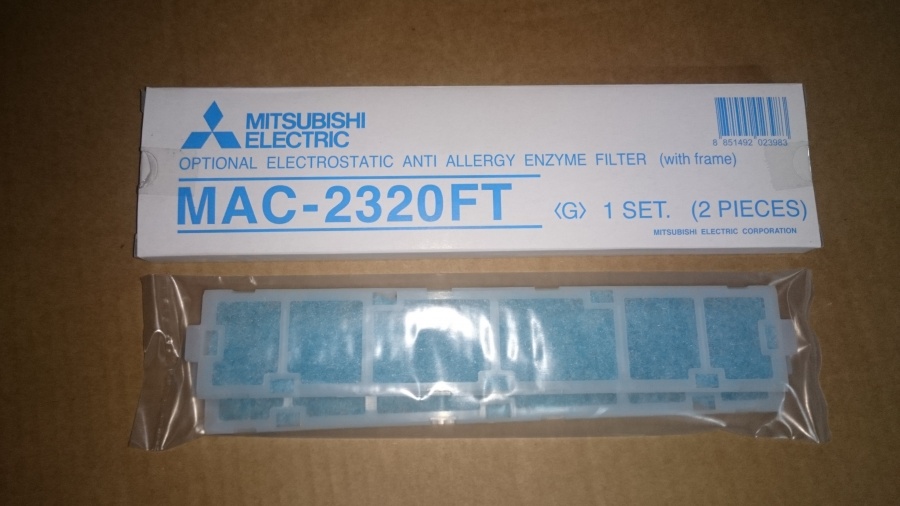 MITSUBISHI
ELECTRIC
OPTIONAL ELECTROSTATIC ANTI ALLERGY ENZYME FILTER (with frame)
MAC-2320FT 〈G〉 1 SET. (2 PIECES)
MITSUBISHI ELECTRIC CORPORATION
8 851492 023983